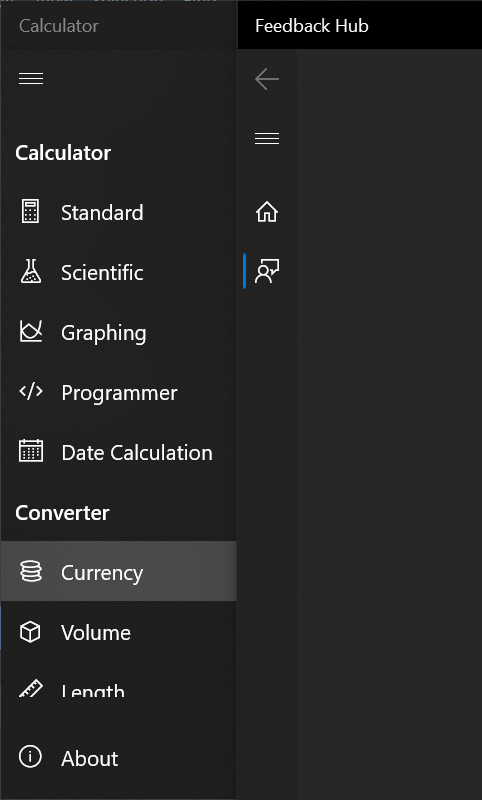 Calculator
Feedback Hub
Calculator
Standard
Scientific
Graphing
Programmer
Date Calculation
Converter
Currency
Volume
Length
About